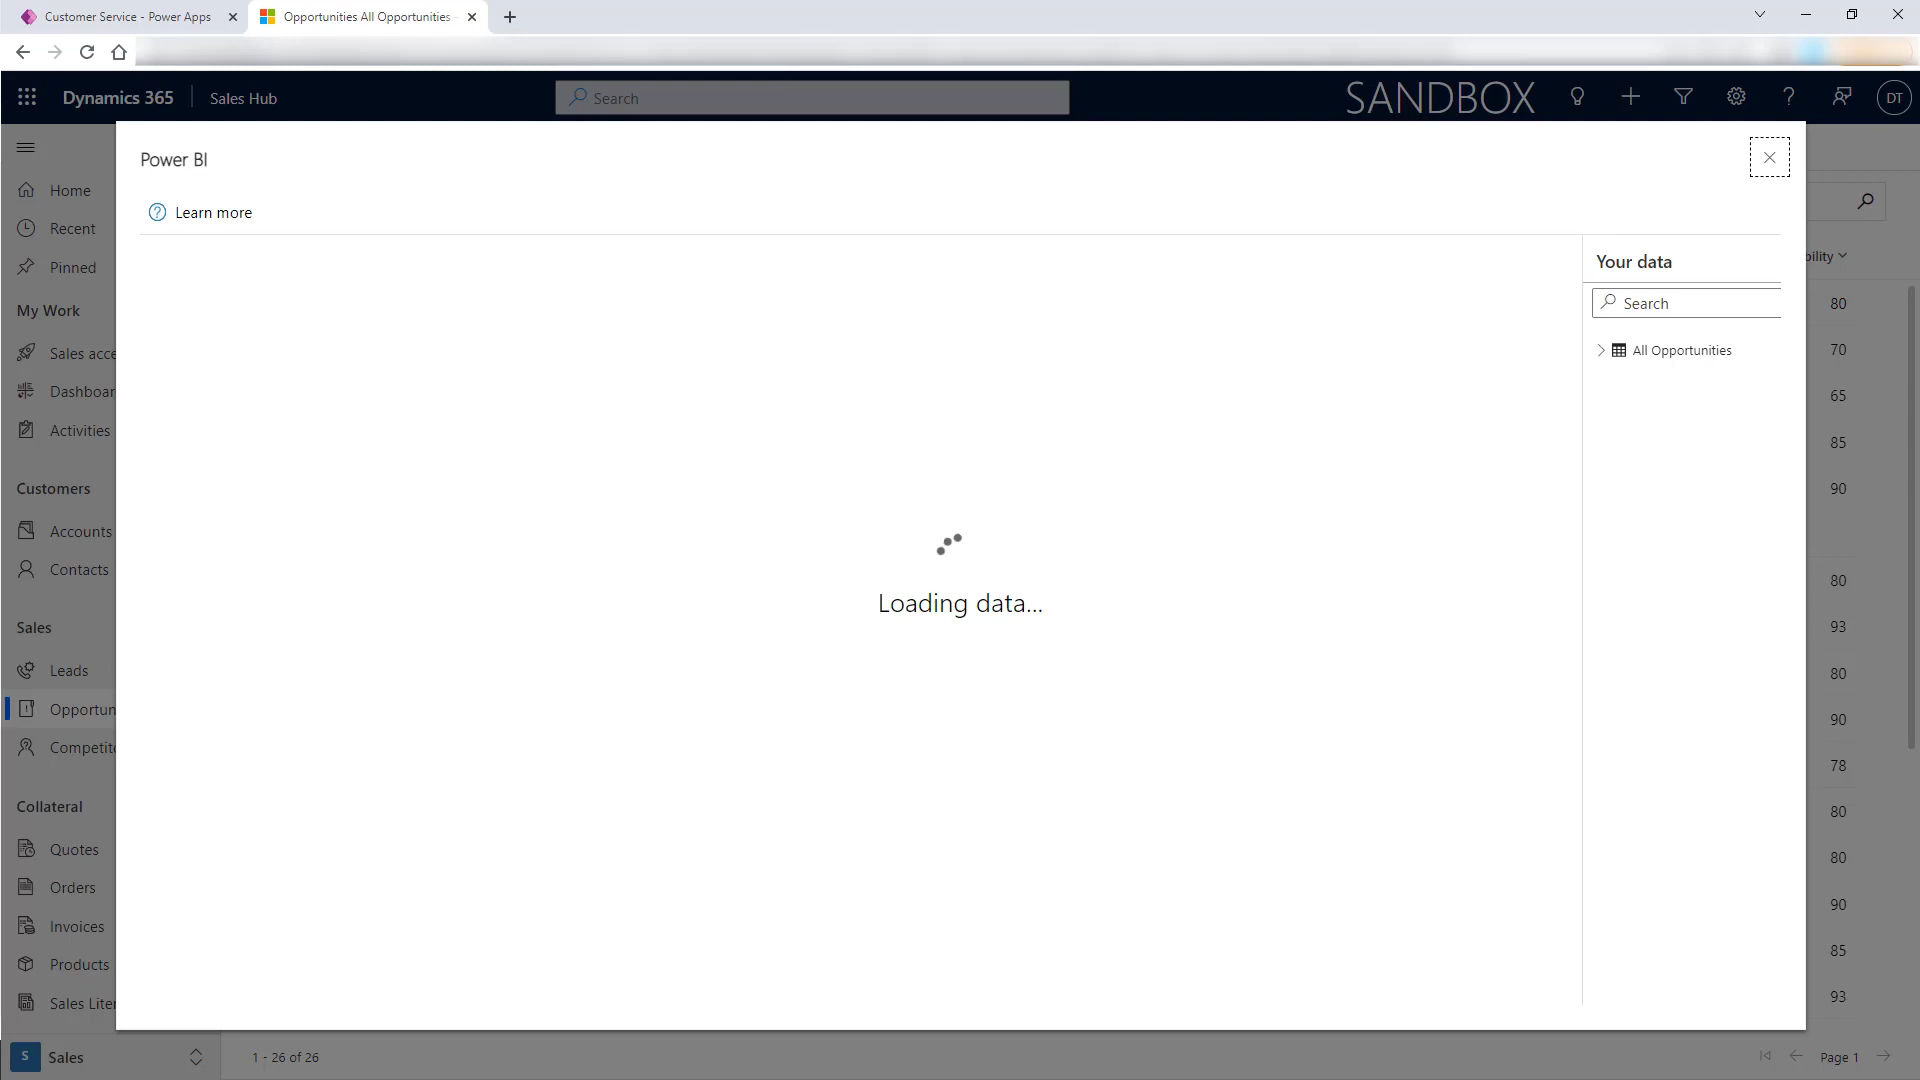 Customer Service - Power Apps
Opportunities All Opportunities
Dynamics 365
Sales Hub
Search
SANDBOX
DT
Power BI
Learn more
Home
Recent
Pinned
My Work
Sales acce
Dashboar
Activities
Customers
Accounts
Contacts
Sales
Leads
Opportun
Competito
Collateral
Quotes
Orders
Invoices
Products
Sales Liter
S Sales
Loading data...
Your data
Search
All Opportunities
bility
80
70
65
85
90
80
93
80
90
78
80
80
90
85
93
1 - 26 of 26
Page 1